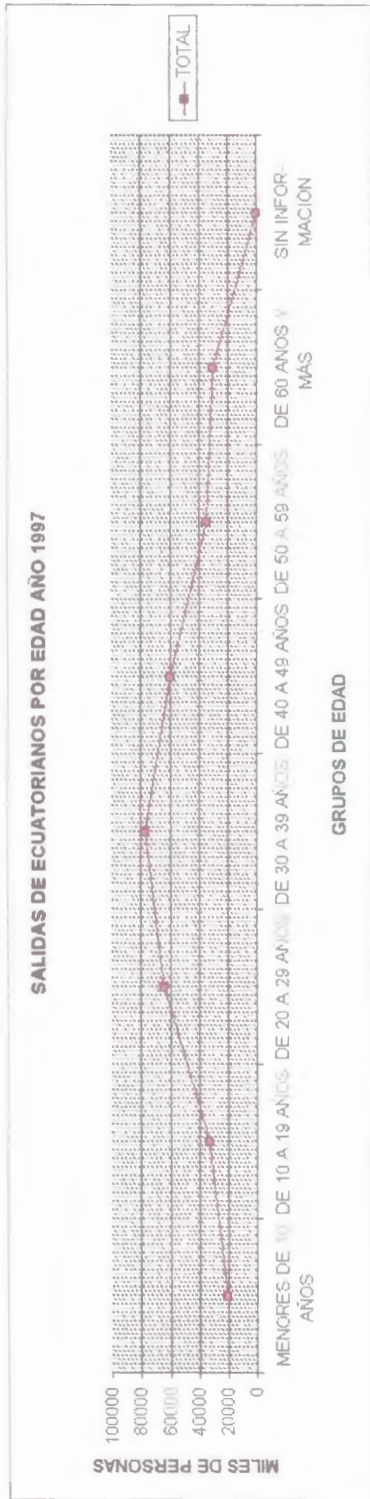 SALIDAS DE ECUATORIANOS POR EDAD AÑO 1997
MILES DE PERSONAS
100000
80000
60000
40000
20000
0
MENORES DE 10 AÑOS
DE 10 A 19 AÑOS
DE 20 A 29 AÑOS
DE 30 A 39 AÑOS
DE 40 A 49 AÑOS
DE 50 A 59 AÑOS
DE 60 AÑOS Y MÁS
SIN INFOR-
MACIÓN
GRUPOS DE EDAD
TOTAL